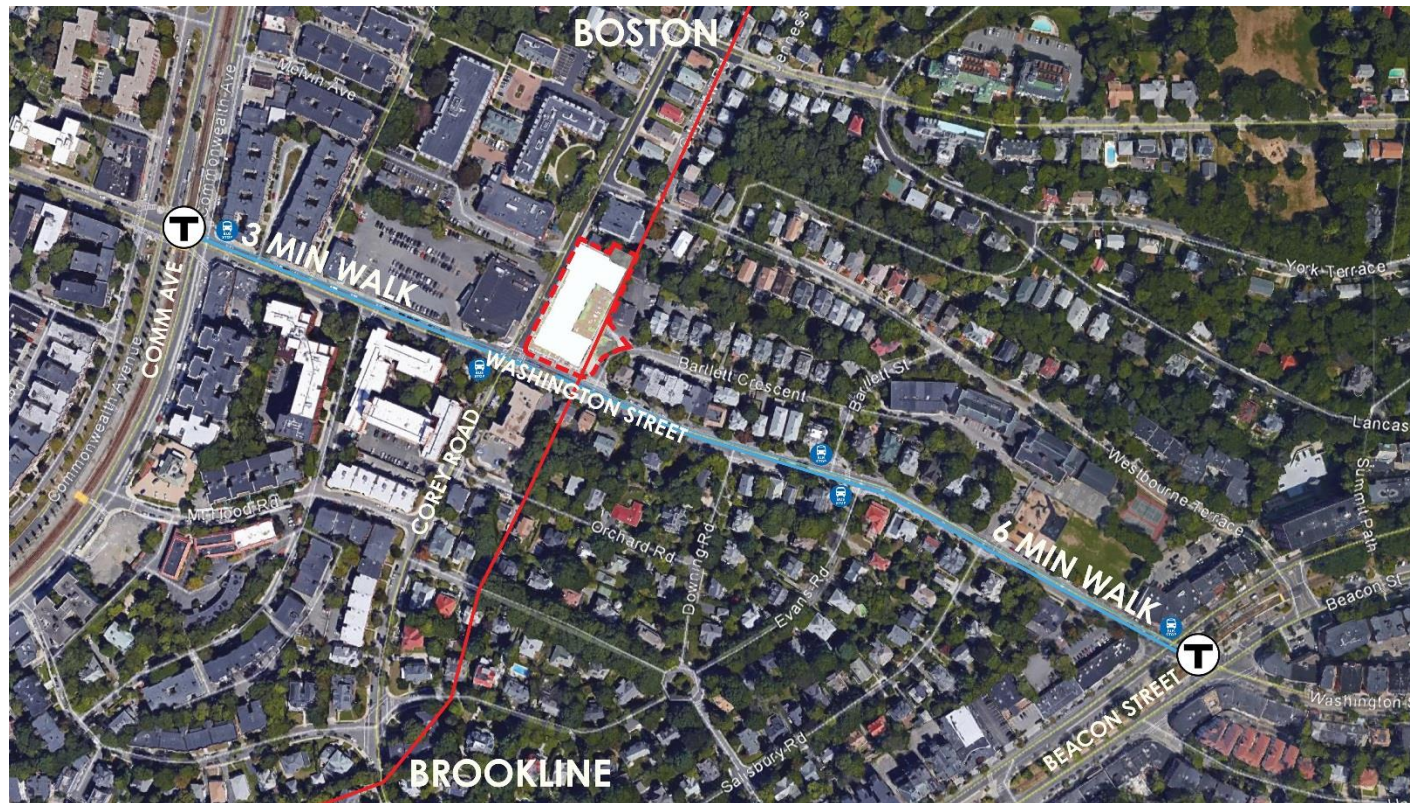 BOSTON
Melvin Ave
Commonwealth Ave
T
3 MIN WALK
COMM AVE
York Terrace
WASHINGTON STREET
Bartlett Crescent
Bartlett St
Commonwealth Avenue
COREY ROAD
Westbourne Terrace
Summit Path
Orchard Rd
Downing Rd
Evans Rd
6 MIN WALK
Beacon St
T
BEACON STREET
Salisbury Rd
BROOKLINE